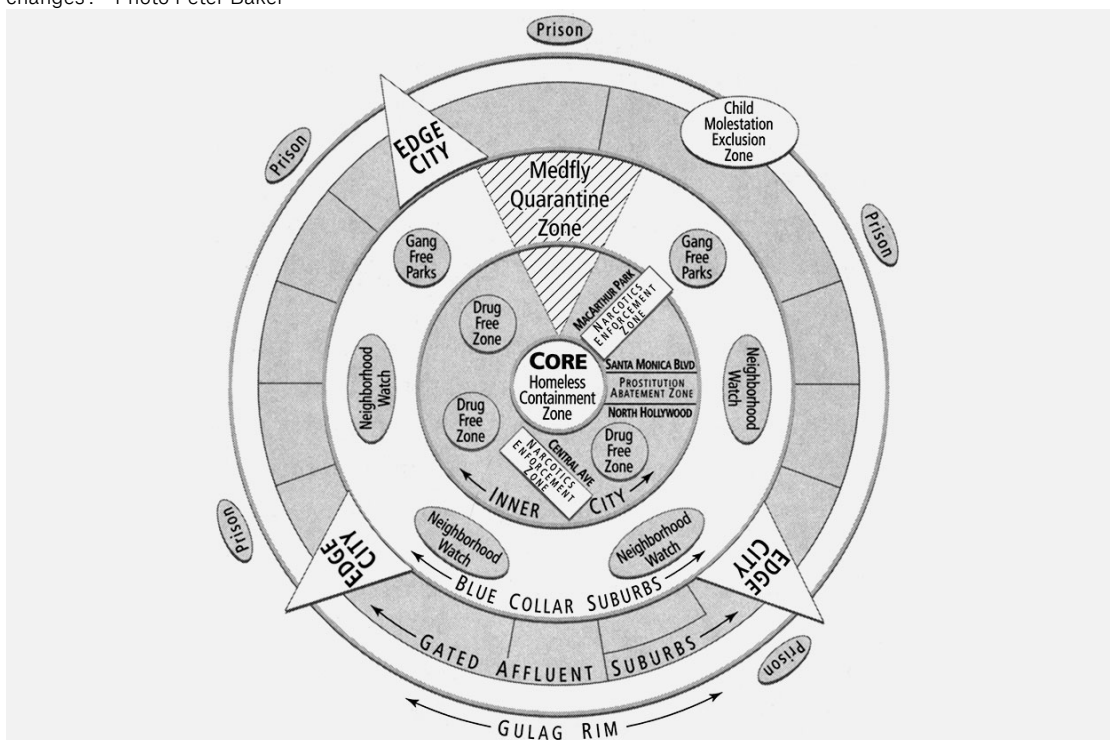 changes? Photo Peter Baker
Prison
Child
Molestation
Exclusion
Zone
EDGE
CITY
Prison
Medfly
Quarantine
Zone
Prison
Gang
Free
Parks
Gang
Free
Parks
MACARTHUR PARK
NARCOTICS
ENFORCEMENT
ZONE
Drug
Free
Zone
Neighborhood
Watch
CORE
Homeless
Containment
Zone
SANTA MONICA BLVD
PROSTITUTION
ABATEMENT ZONE
NORTH HOLLYWOOD
Neighborhood
Watch
Drug
Free
Zone
Drug
Free
Zone
CENTRAL AVE
NARCOTICS
ENFORCEMENT
ZONE
INNER CITY
Prison
Neighborhood
Watch
Neighborhood
Watch
EDGE
CITY
EDGE
CITY
BLUE COLLAR SUBURBS
GATED AFFLUENT SUBURBS
Prison
GULAG RIM